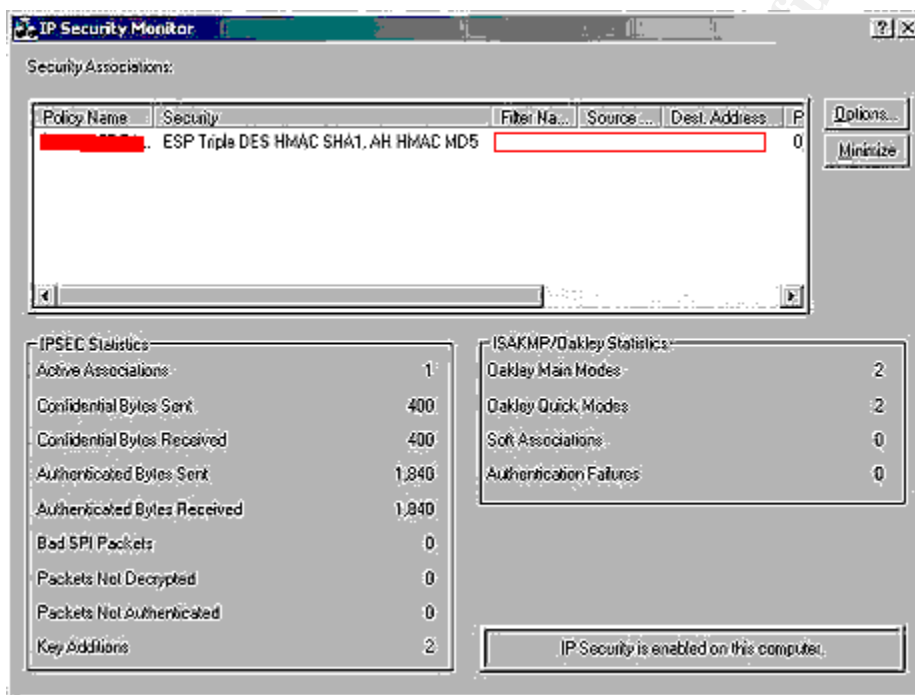 IP Security Monitor
Security Associations:
Policy Name Security Filter Na... Source ... Dest. Address P
... ESP Triple DES HMAC SHA1, AH HMAC MD5 0
Options...
Minimize
IPSEC Statistics
Active Associations 1
Confidential Bytes Sent 400
Confidential Bytes Received 400
Authenticated Bytes Sent 1,840
Authenticated Bytes Received 1,840
Bad SPI Packets 0
Packets Not Decrypted 0
Packets Not Authenticated 0
Key Additions 2
ISAKMP/Oakley Statistics
Oakley Main Modes 2
Oakley Quick Modes 2
Soft Associations 0
Authentication Failures 0
IP Security is enabled on this computer.